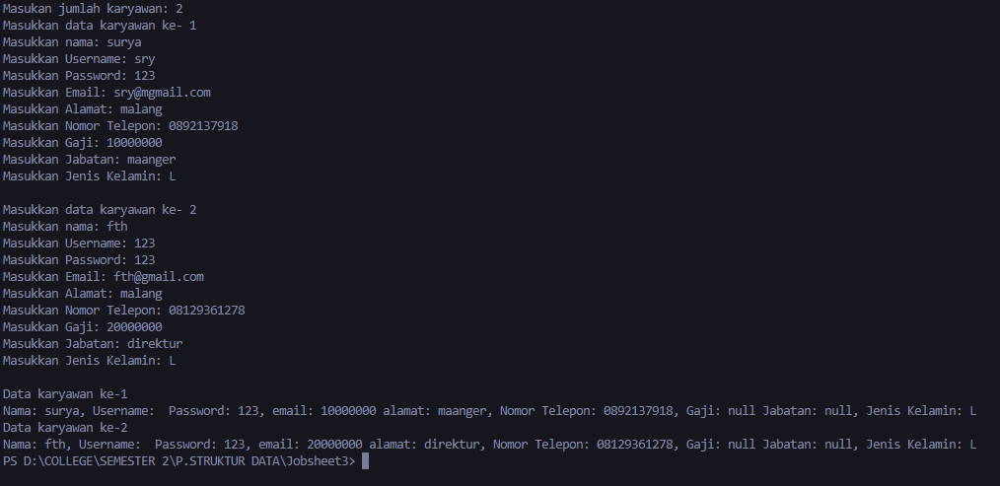 Masukan jumlah karyawan: 2
Masukkan data karyawan ke- 1
Masukkan nama: surya
Masukkan Username: sry
Masukkan Password: 123
Masukkan Email: sry@mgmail.com
Masukkan Alamat: malang
Masukkan Nomor Telepon: 0892137918
Masukkan Gaji: 10000000
Masukkan Jabatan: maanger
Masukkan Jenis Kelamin: L

Masukkan data karyawan ke- 2
Masukkan nama: fth
Masukkan Username: 123
Masukkan Password: 123
Masukkan Email: fth@gmail.com
Masukkan Alamat: malang
Masukkan Nomor Telepon: 08129361278
Masukkan Gaji: 20000000
Masukkan Jabatan: direktur
Masukkan Jenis Kelamin: L

Data karyawan ke-1
Nama: surya, Username:  Password: 123, email: 10000000 alamat: maanger, Nomor Telepon: 0892137918, Gaji: null Jabatan: null, Jenis Kelamin: L
Data karyawan ke-2
Nama: fth, Username:  Password: 123, email: 20000000 alamat: direktur, Nomor Telepon: 08129361278, Gaji: null Jabatan: null, Jenis Kelamin: L
PS D:\COLLEGE\SEMESTER 2\P.STRUKTUR DATA\Jobsheet3>